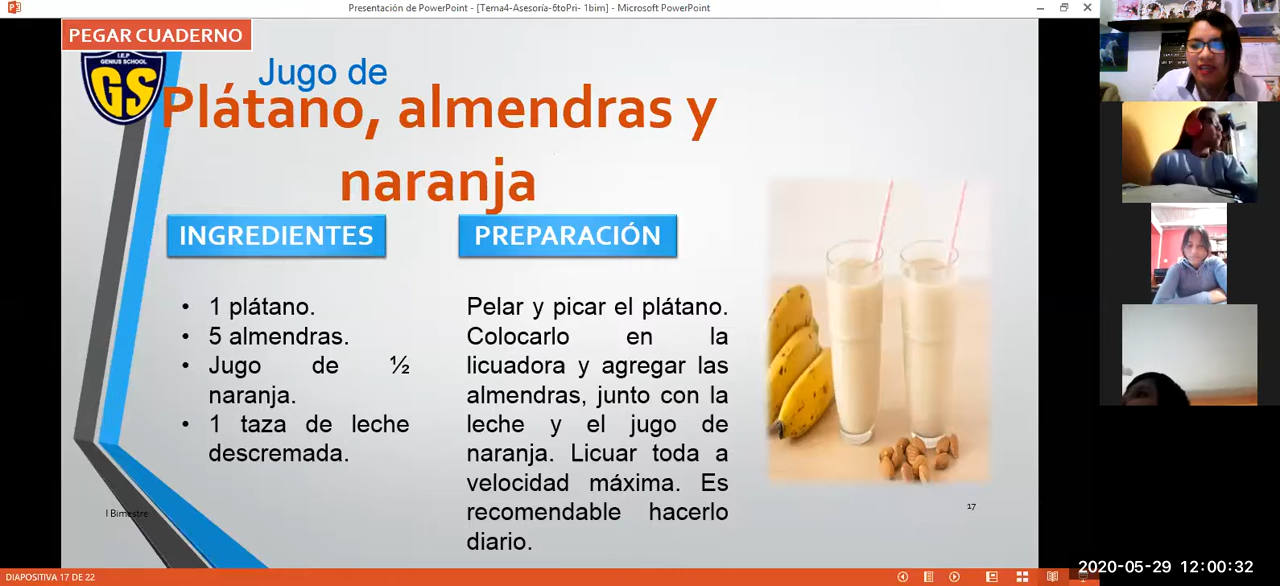 Presentación de PowerPoint - [Tema4-Asesoría-6toPri- 1bim] - Microsoft PowerPoint
PEGAR CUADERNO
I.E.P
GENIUS SCHOOL
GS
Jugo de
Plátano, almendras y
naranja
INGREDIENTES
• 1 plátano.
• 5 almendras.
• Jugo de ½
naranja.
• 1 taza de leche
descremada.
PREPARACIÓN
Pelar y picar el plátano.
Colocarlo en la
licuadora y agregar las
almendras, junto con la
leche y el jugo de
naranja. Licuar toda a
velocidad máxima. Es
recomendable hacerlo
diario.
I Bimestre
17
DIAPOSITIVA 17 DE 22
2020-05-29 12:00:32